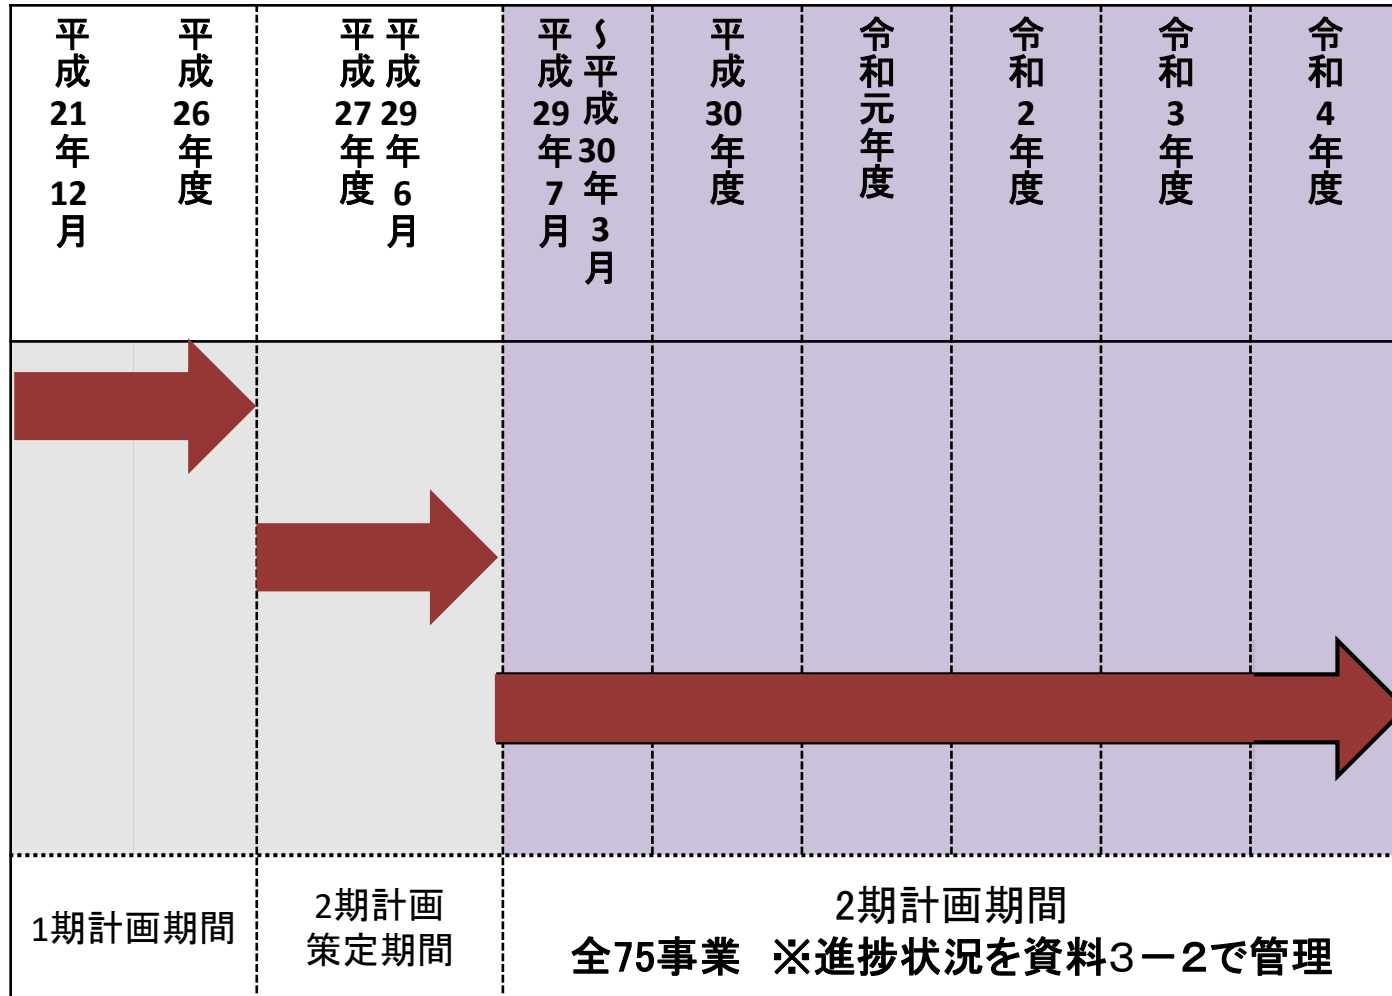 平成21年12月
平成26年度
平成27年度
平成29年6月
平成29年7月
~平成30年3月
平成30年度
令和元年度
令和2年度
令和3年度
令和4年度
1期計画期間
2期計画
策定期間
2期計画期間
全75事業 ※進捗状況を資料3-2で管理